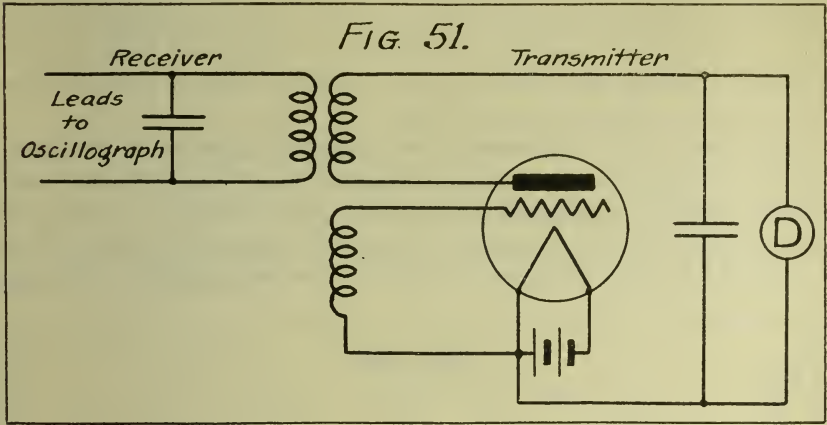 FIG. 51.
Receiver
Transmitter
Leads
to
Oscillograph
D